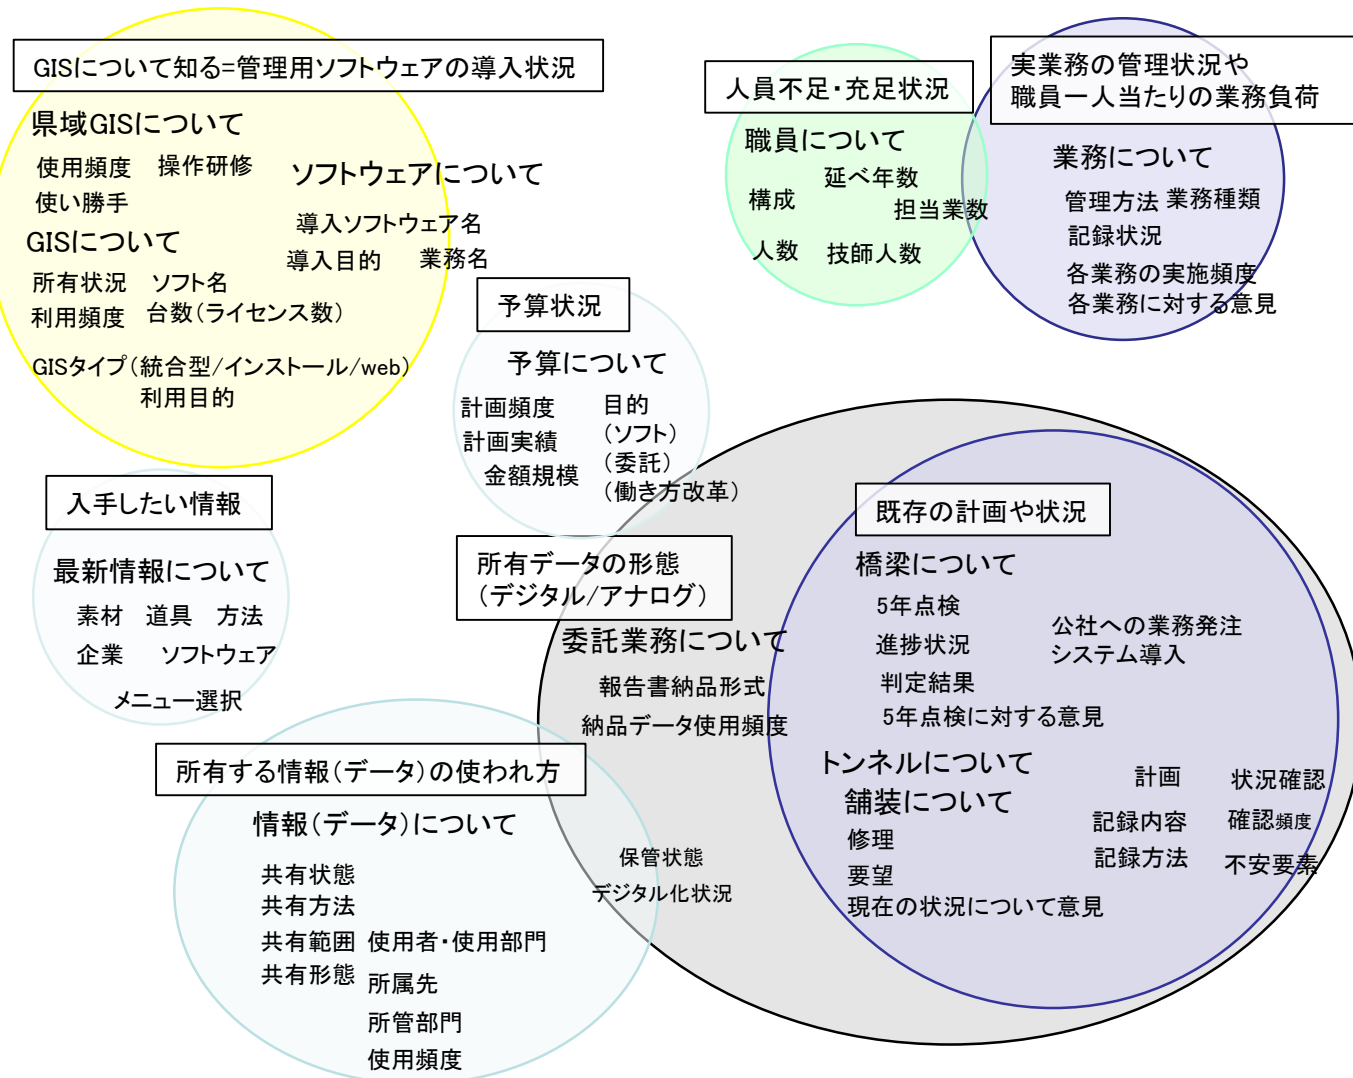 GISについて知る=管理用ソフトウェアの導入状況
県域GISについて
使用頻度 操作研修
使い勝手
ソフトウェアについて
導入ソフトウェア名
導入目的 業務名
GISについて
所有状況 ソフト名
利用頻度 台数(ライセンス数)
GISタイプ(統合型/インストール/web)
利用目的
人員不足・充足状況
職員について
延べ年数
構成
担当業数
人数 技師人数
実業務の管理状況や
職員一人当たりの業務負荷
業務について
管理方法 業務種類
記録状況
各業務の実施頻度
各業務に対する意見
予算状況
予算について
計画頻度
計画実績
金額規模
目的
(ソフト)
(委託)
(働き方改革)
入手したい情報
最新情報について
素材 道具 方法
企業 ソフトウェア
メニュー選択
所有データの形態
(デジタル/アナログ)
委託業務について
報告書納品形式
納品データ使用頻度
既存の計画や状況
橋梁について
5年点検
進捗状況
判定結果
5年点検に対する意見
公社への業務発注
システム導入
トンネルについて
舗装について
修理
要望
現在の状況について意見
計画 状況確認
記録内容 確認頻度
記録方法 不安要素
所有する情報(データ)の使われ方
情報(データ)について
共有状態
共有方法
共有範囲 使用者・使用部門
共有形態 所属先
所管部門
使用頻度
保管状態
デジタル化状況